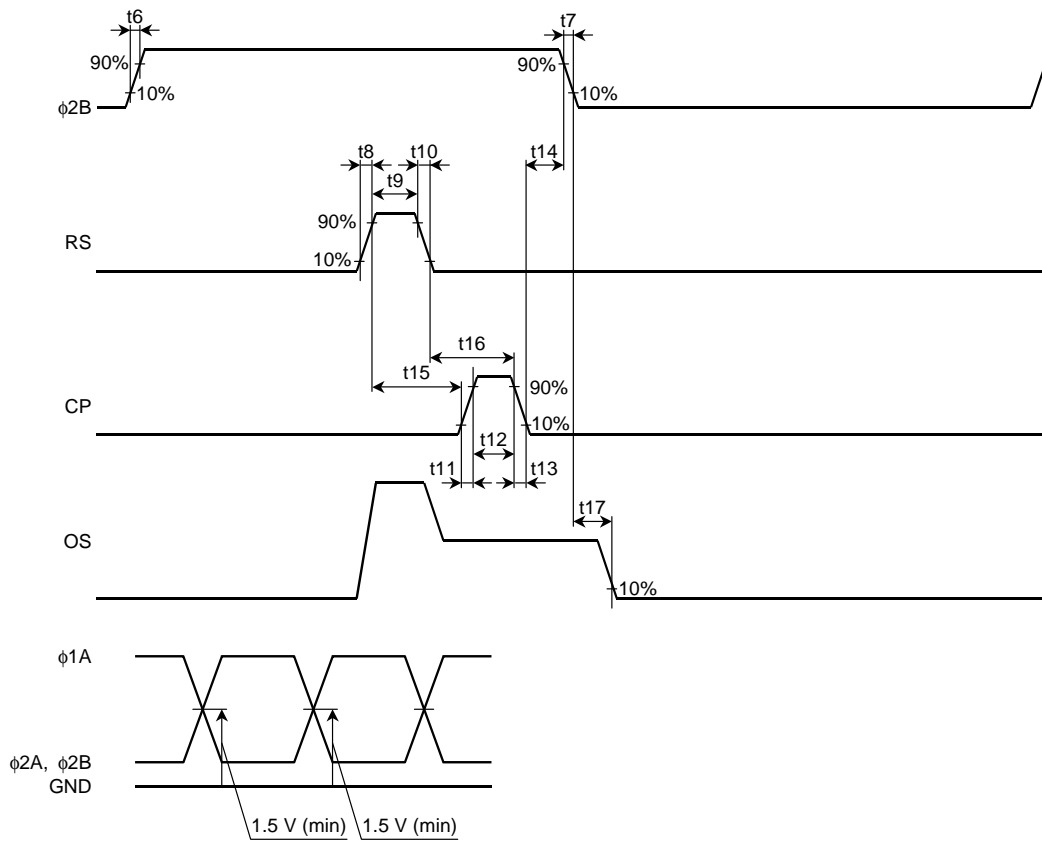 t6
t7
90%
90%
10%
10%
ϕ2B
t14
t8
t10
t9
90%
RS
10%
t16
t15
90%
CP
10%
t12
t11
t13
t17
OS
10%
ϕ1A
ϕ2A, ϕ2B
GND
1.5 V (min)
1.5 V (min)